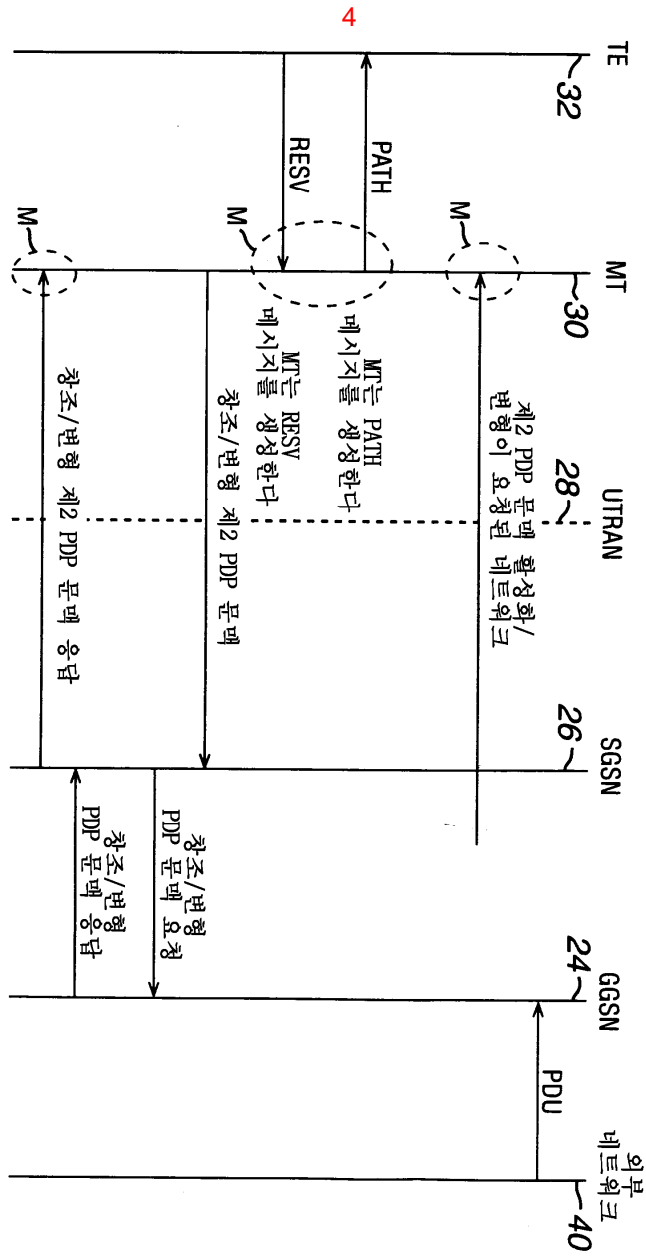 4
TE
32
MT
30
UTRAN
28
SGSN
26
GGSN
24
외부
네트워크
40
PDU
제2 PDP 문맥 활성화/
변형이 요청된 네트워크
M
PATH
MT는 PATH
메시지를 생성한다
M
RESV
MT는 RESV
메시지를 생성한다
창조/변형 제2 PDP 문맥
창조/변형
PDP 문맥 요청
창조/변형
PDP 문맥 응답
M
창조/변형 제2 PDP 문맥 응답